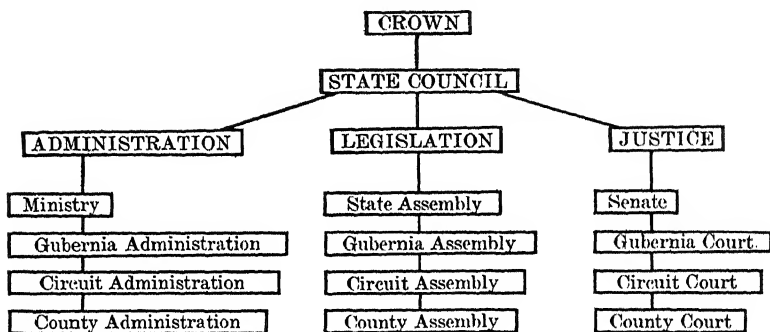 CROWN
STATE COUNCIL
ADMINISTRATION LEGISLATION JUSTICE
Ministry State Assembly Senate
Gubernia Administration Gubernia Assembly Gubernia Court.
Circuit Administration Circuit Assembly Circuit Court
County Administration County Assembly County Court